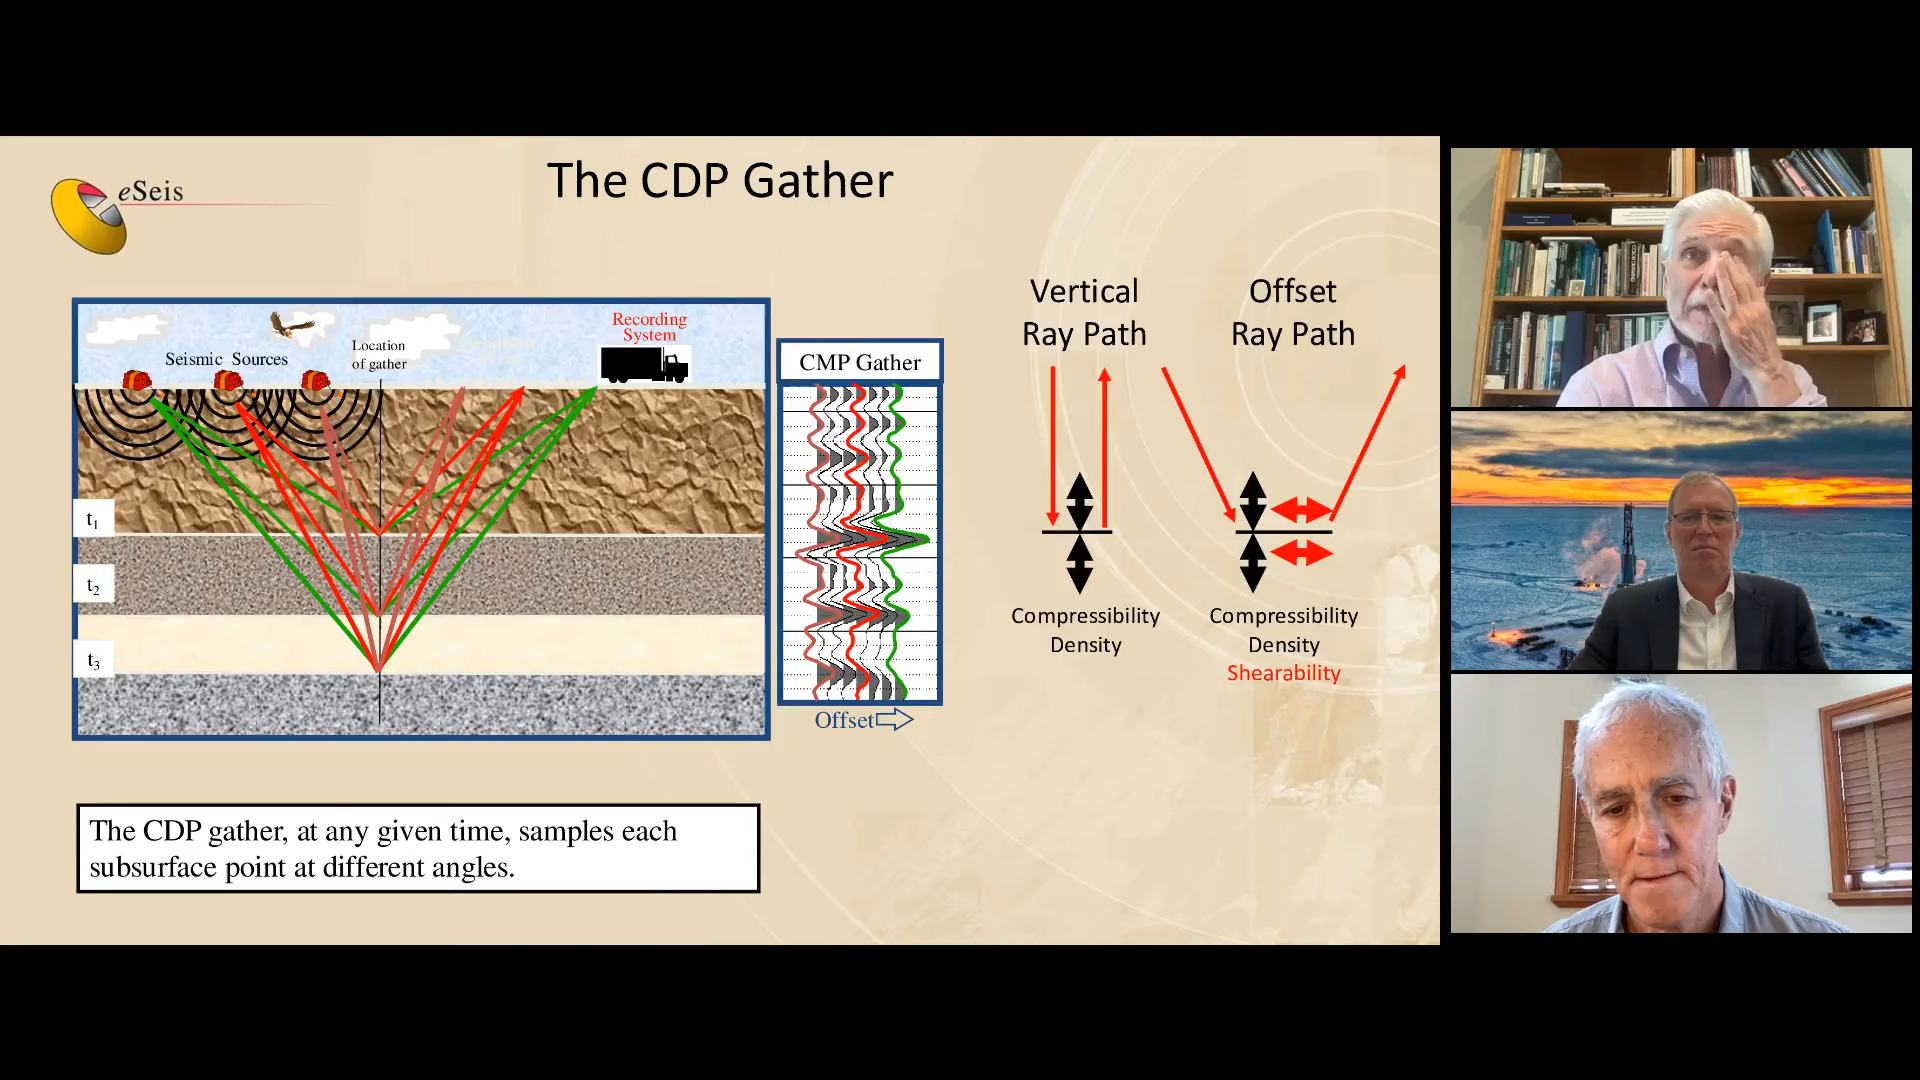 The CDP Gather
eSeis
Seismic Sources
Location
of gather
Recording
System
t1
t2
t3
CMP Gather
Offset
Vertical
Ray Path
Compressibility
Density
Offset
Ray Path
Compressibility
Density
Shearability
The CDP gather, at any given time, samples each
subsurface point at different angles.